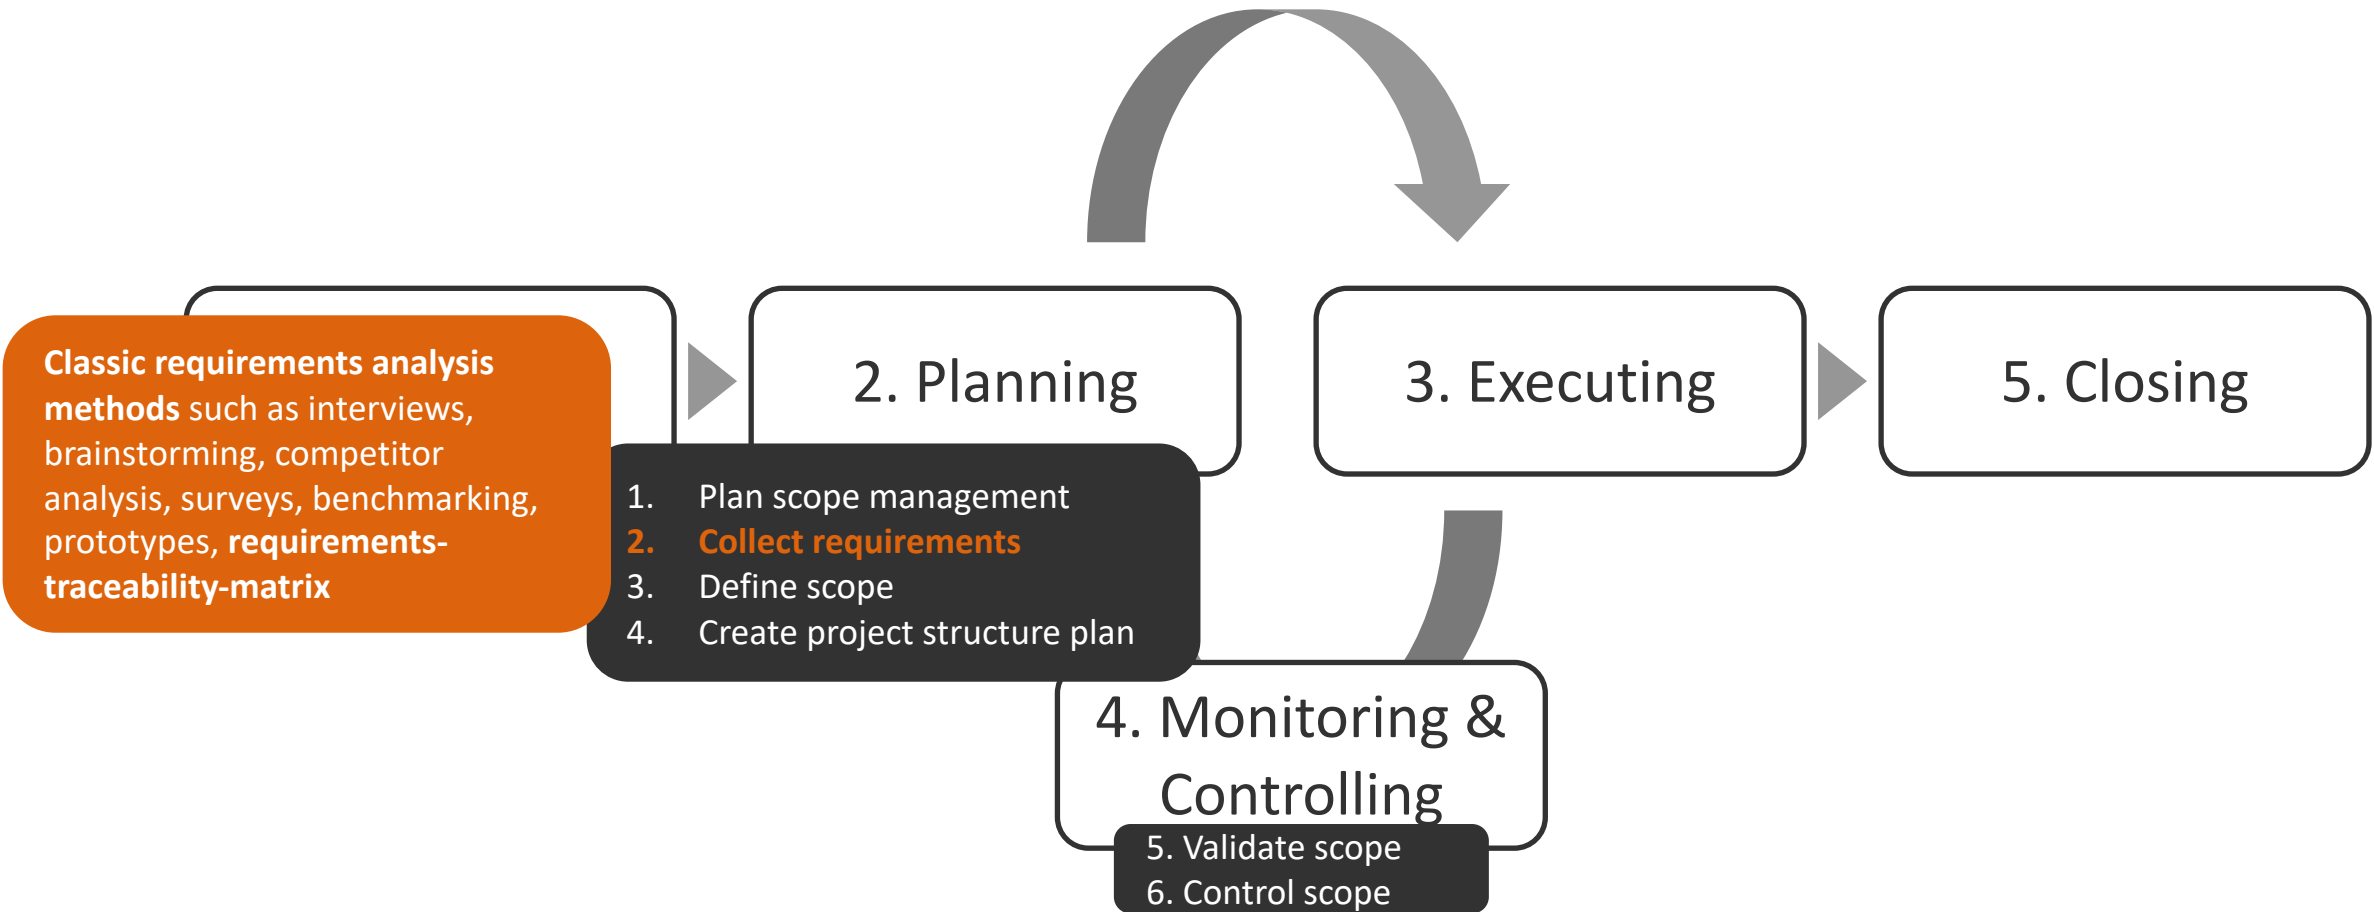 Classic requirements analysis
methods such as interviews,
brainstorming, competitor
analysis, surveys, benchmarking,
prototypes, requirements-
traceability-matrix
2. Planning
1. Plan scope management
2. Collect requirements
3. Define scope
4. Create project structure plan
3. Executing
5. Closing
4. Monitoring &
Controlling
5. Validate scope
6. Control scope